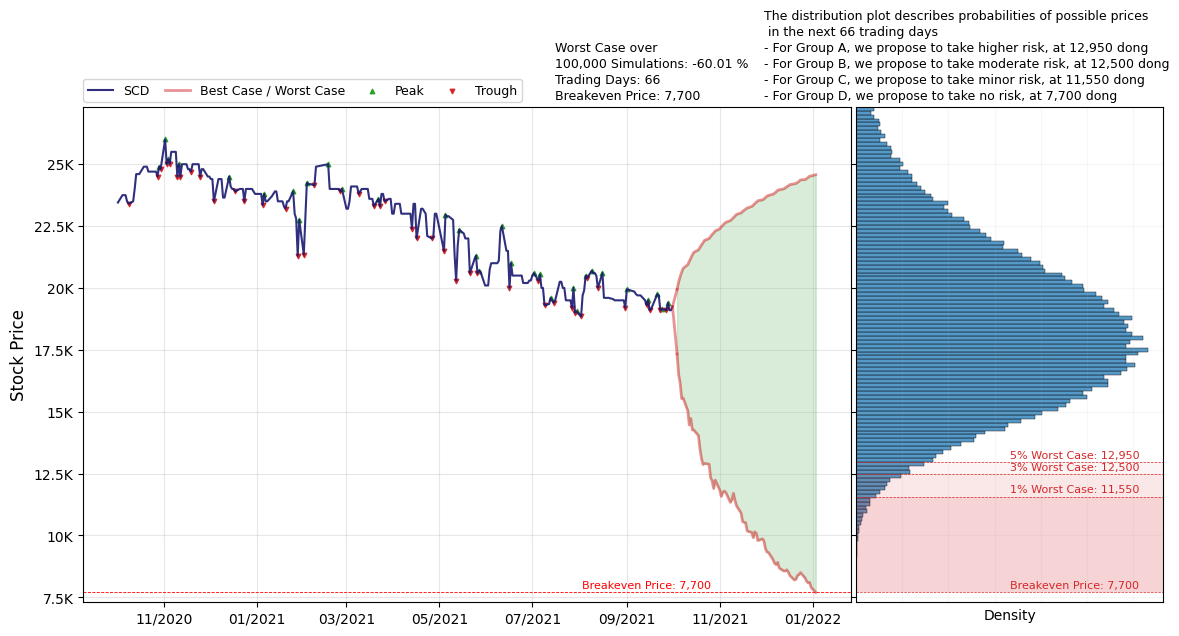 The distribution plot describes probabilities of possible prices
in the next 66 trading days
- For Group A, we propose to take higher risk, at 12,950 dong
- For Group B, we propose to take moderate risk, at 12,500 dong
- For Group C, we propose to take minor risk, at 11,550 dong
- For Group D, we propose to take no risk, at 7,700 dong
Worst Case over
100,000 Simulations: -60.01 %
Trading Days: 66
Breakeven Price: 7,700
SCD
Best Case / Worst Case
Peak
Trough
Stock Price
25K
22.5K
20K
17.5K
15K
12.5K
10K
7.5K
Breakeven Price: 7,700
11/2020
01/2021
03/2021
05/2021
07/2021
09/2021
11/2021
01/2022
5% Worst Case: 12,950
3% Worst Case: 12,500
1% Worst Case: 11,550
Breakeven Price: 7,700
Density